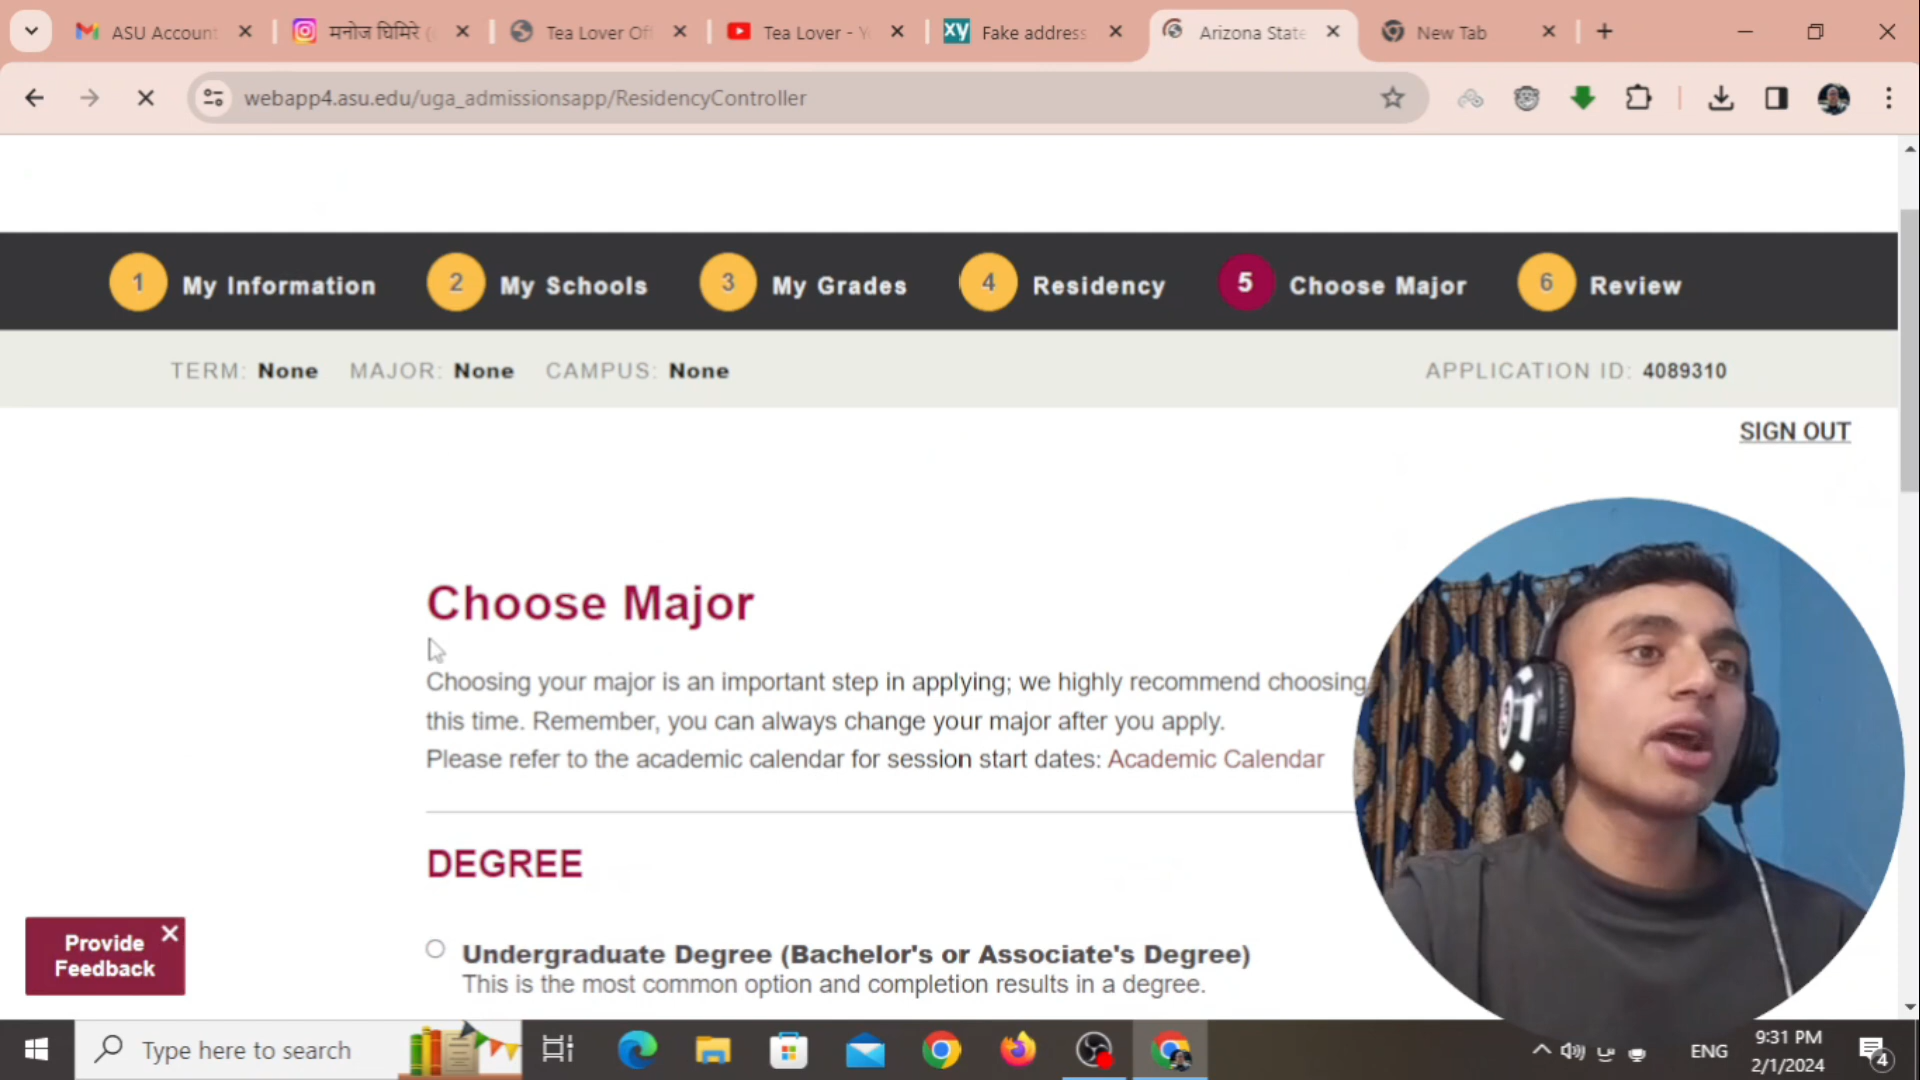 ASU Accoun
मनोज घिमिरे (
Tea Lover Of
Tea Lover - Y
XY Fake address
Arizona State
New Tab
webapp4.asu.edu/uga_admissionsapp/ResidencyController
1 My Information
2 My Schools
3 My Grades
4 Residency
5 Choose Major
6 Review
TERM: None MAJOR: None CAMPUS: None
APPLICATION ID: 4089310
SIGN OUT
Choose Major
Choosing your major is an important step in applying; we highly recommend choosing
this time. Remember, you can always change your major after you apply.
Please refer to the academic calendar for session start dates: Academic Calendar
DEGREE
Undergraduate Degree (Bachelor's or Associate's Degree)
This is the most common option and completion results in a degree.
Provide
Feedback
Type here to search
ENG
9:31 PM
2/1/2024
4